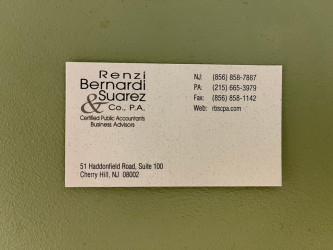 Renzi
Bernardi
Suarez
& Co., P.A.
Certified Public Accountants
Business Advisors
NJ: (856) 858-7887
PA: (215) 665-3979
Fax: (856) 858-1142
Web: rbscpa.com
51 Haddonfield Road, Suite 100
Cherry Hill, NJ 08002